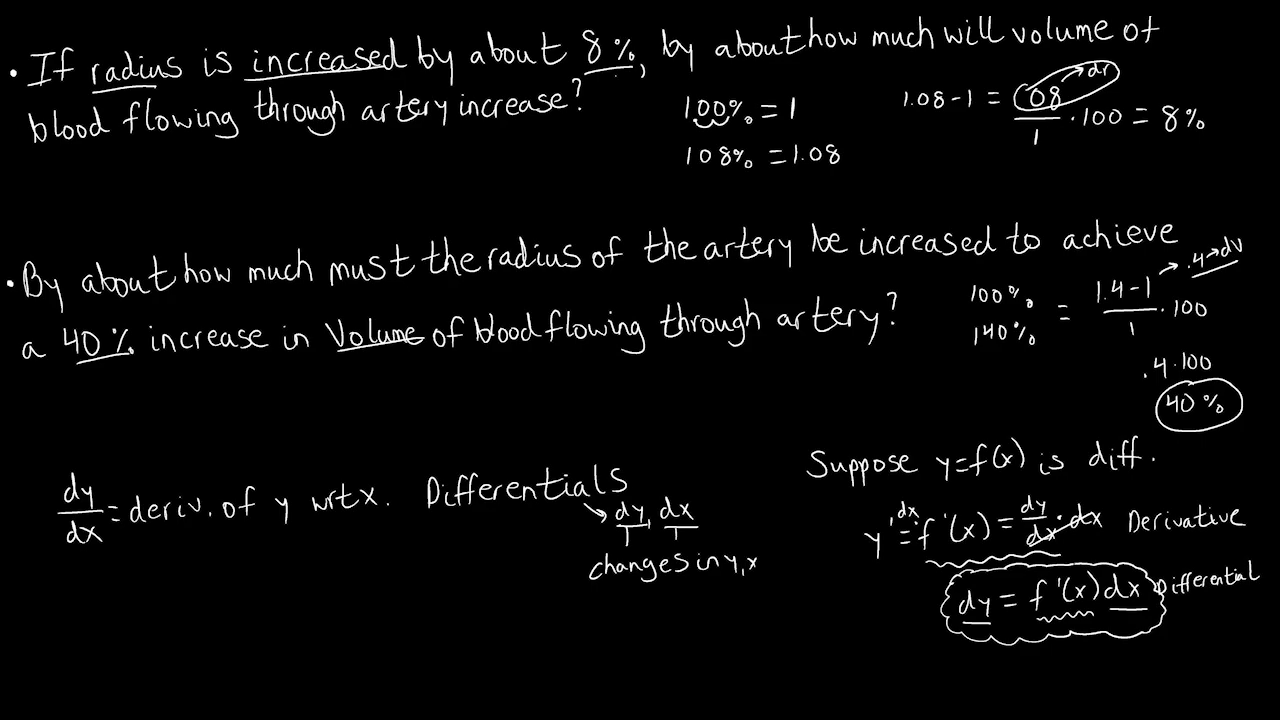 • If radius is increased by about 8%, by about how much will volume of
blood flowing through artery increase?
100% = 1
108% = 1.08
1.08 - 1 = .08 → dr
.08/1 · 100 = 8%
• By about how much must the radius of the artery be increased to achieve
a 40% increase in Volume of blood flowing through artery?
100%
140%
= (1.4 - 1)/1 · 100
→ .4 → dv
.4 · 100
40%
dy/dx = deriv. of y wrt x. Differentials
→ dy, dx
changes in y, x
Suppose y = f(x) is diff.
dx · y' = f'(x) = dy/dx · dx Derivative
dy = f'(x) dx Differential